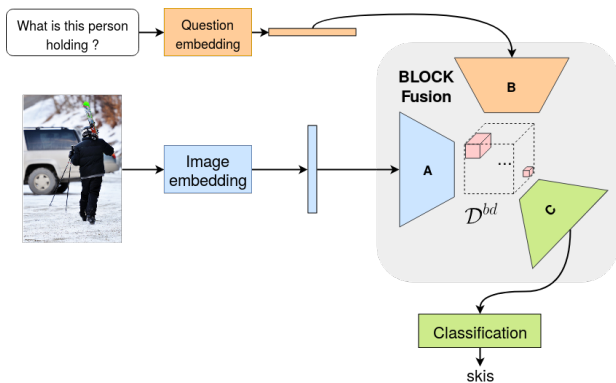 What is this person
holding ?
Question
embedding
BLOCK
Fusion
B
Image
embedding
A
...
𝒟^{bd}
C
Classification
skis